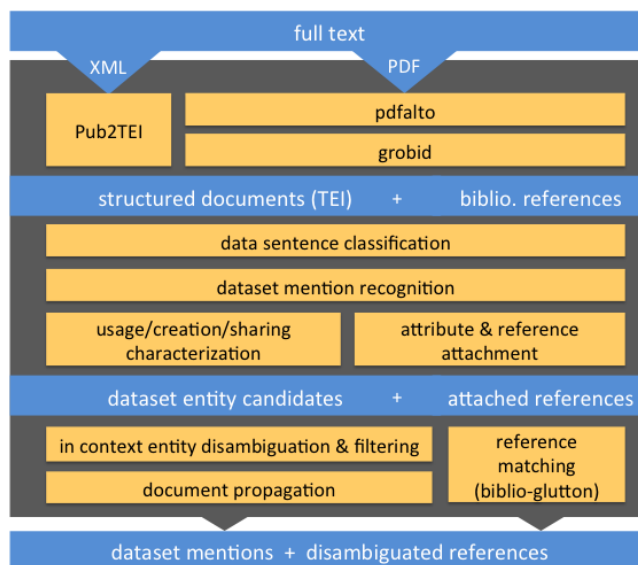 full text
XML
PDF
Pub2TEI
pdfalto
grobid
structured documents (TEI) + biblio. references
data sentence classification
dataset mention recognition
usage/creation/sharing
characterization
attribute & reference
attachment
dataset entity candidates + attached references
in context entity disambiguation & filtering
document propagation
reference
matching
(biblio-glutton)
dataset mentions + disambiguated references